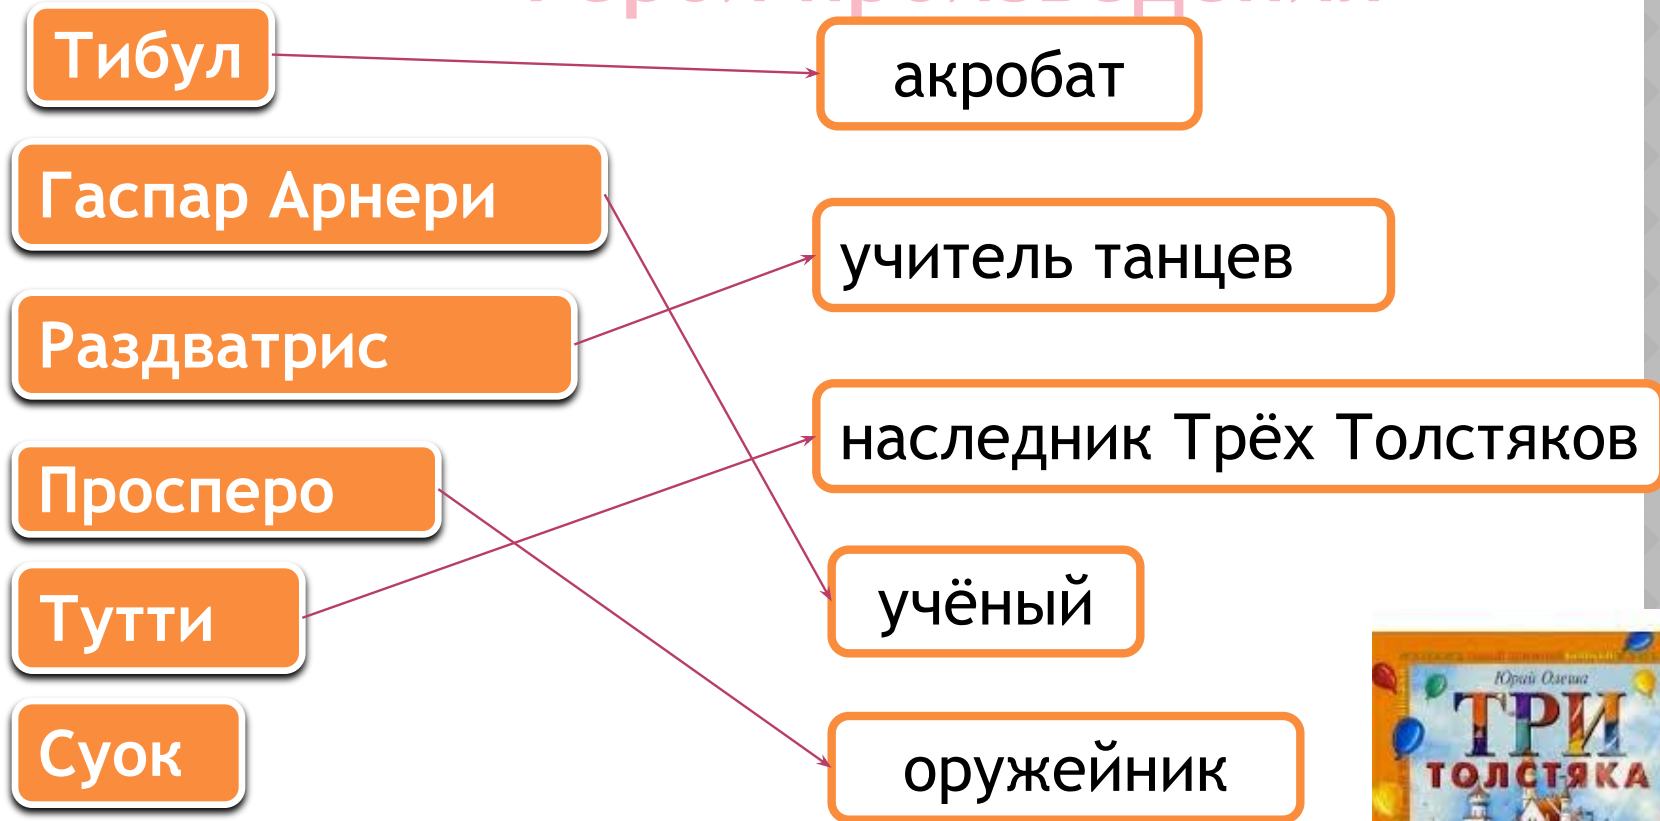 Тибул
акробат
Гаспар Арнери
учитель танцев
Раздватрис
наследник Трёх Толстяков
Просперо
учёный
Тутти
оружейник
Суок
Юрий Олеша
ТРИ
ТОЛСТЯКА